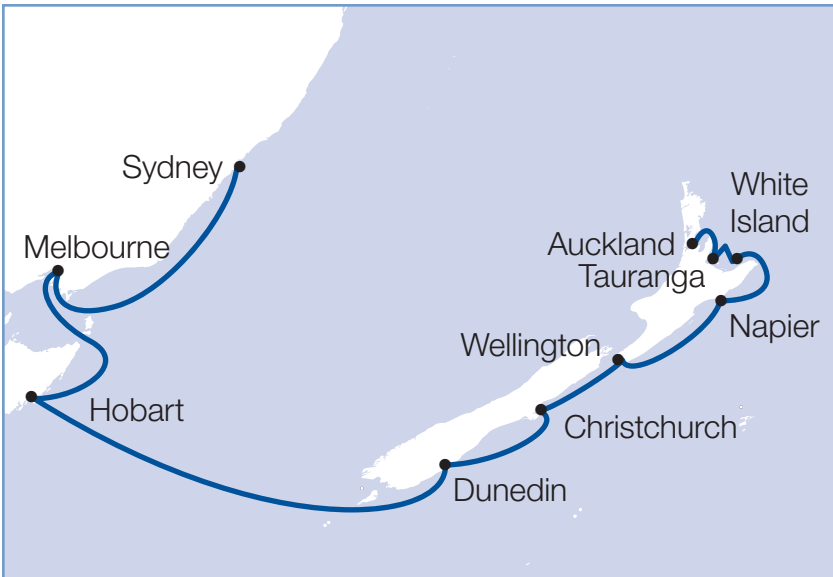 Sydney
White
Island
Melbourne
Auckland
Tauranga
Napier
Wellington
Hobart
Christchurch
Dunedin